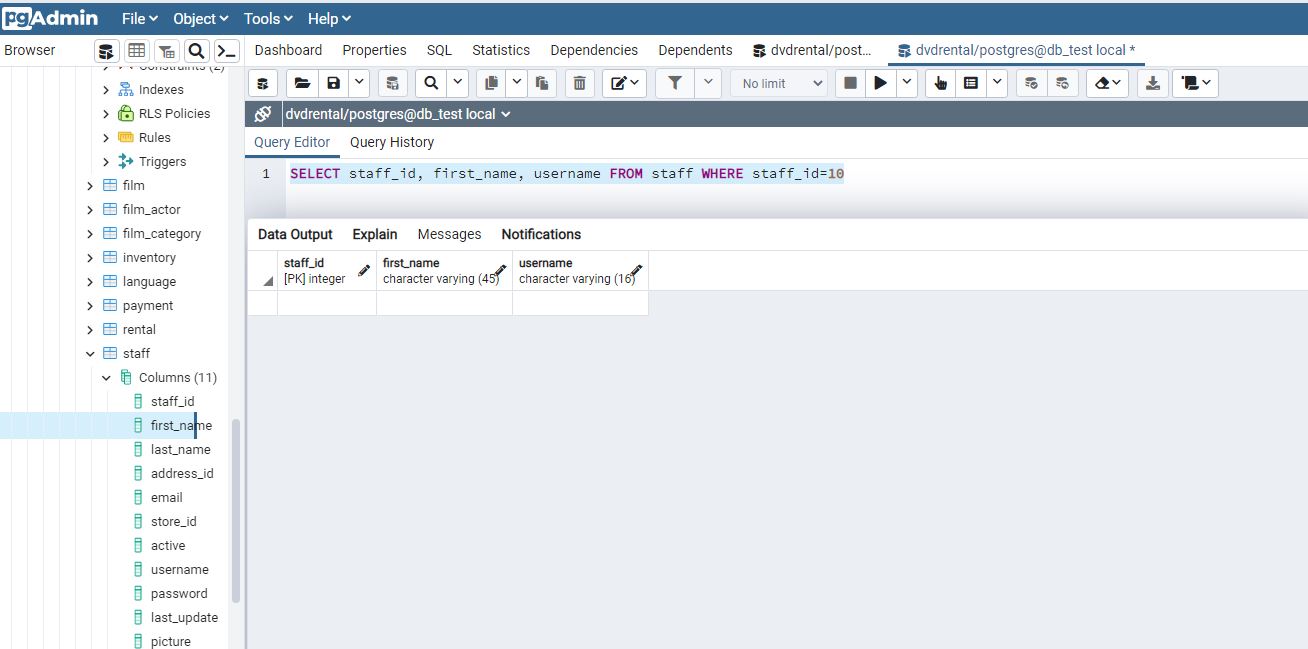 pgAdmin File Object Tools Help
Browser Dashboard Properties SQL Statistics Dependencies Dependents dvdrental/post... dvdrental/postgres@db_test local *
Constraints (2)
Indexes
RLS Policies
Rules
Triggers
film
film_actor
film_category
inventory
language
payment
rental
staff
Columns (11)
staff_id
first_name
last_name
address_id
email
store_id
active
username
password
last_update
picture
No limit
dvdrental/postgres@db_test local
Query Editor Query History
1 SELECT staff_id, first_name, username FROM staff WHERE staff_id=10
Data Output Explain Messages Notifications
staff_id first_name username
[PK] integer character varying (45) character varying (16)